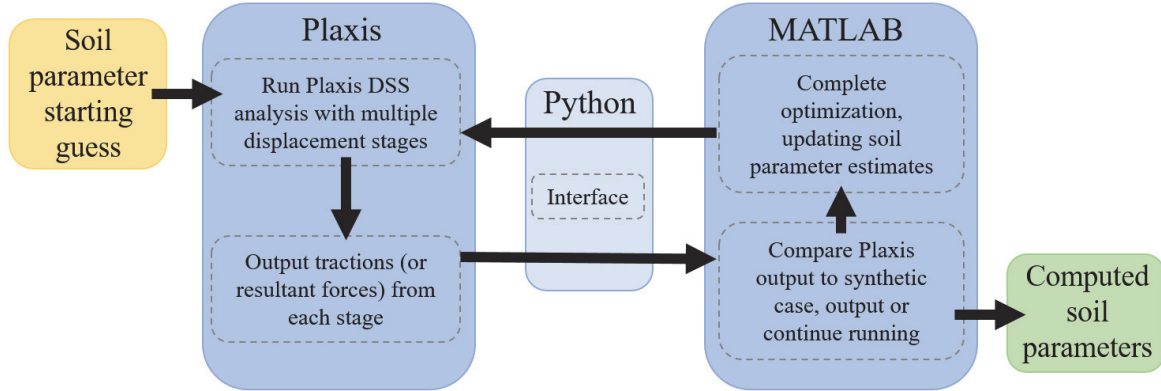 Soil
parameter
starting
guess
Plaxis
Run Plaxis DSS
analysis with multiple
displacement stages
Output tractions (or
resultant forces) from
each stage
Python
Interface
MATLAB
Complete
optimization,
updating soil
parameter estimates
Compare Plaxis
output to synthetic
case, output or
continue running
Computed
soil
parameters